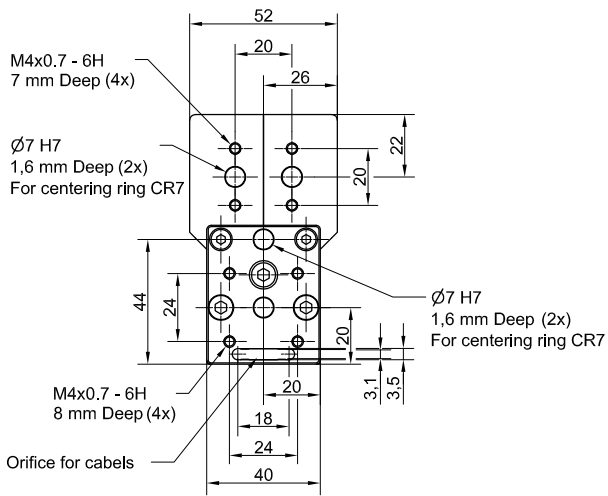 52
20
26
M4x0.7 - 6H
7 mm Deep (4x)
22
Ø7 H7
1,6 mm Deep (2x)
For centering ring CR7
20
44
24
Ø7 H7
1,6 mm Deep (2x)
For centering ring CR7
20
M4x0.7 - 6H
8 mm Deep (4x)
20
3,1
3,5
18
Orifice for cabels
24
40